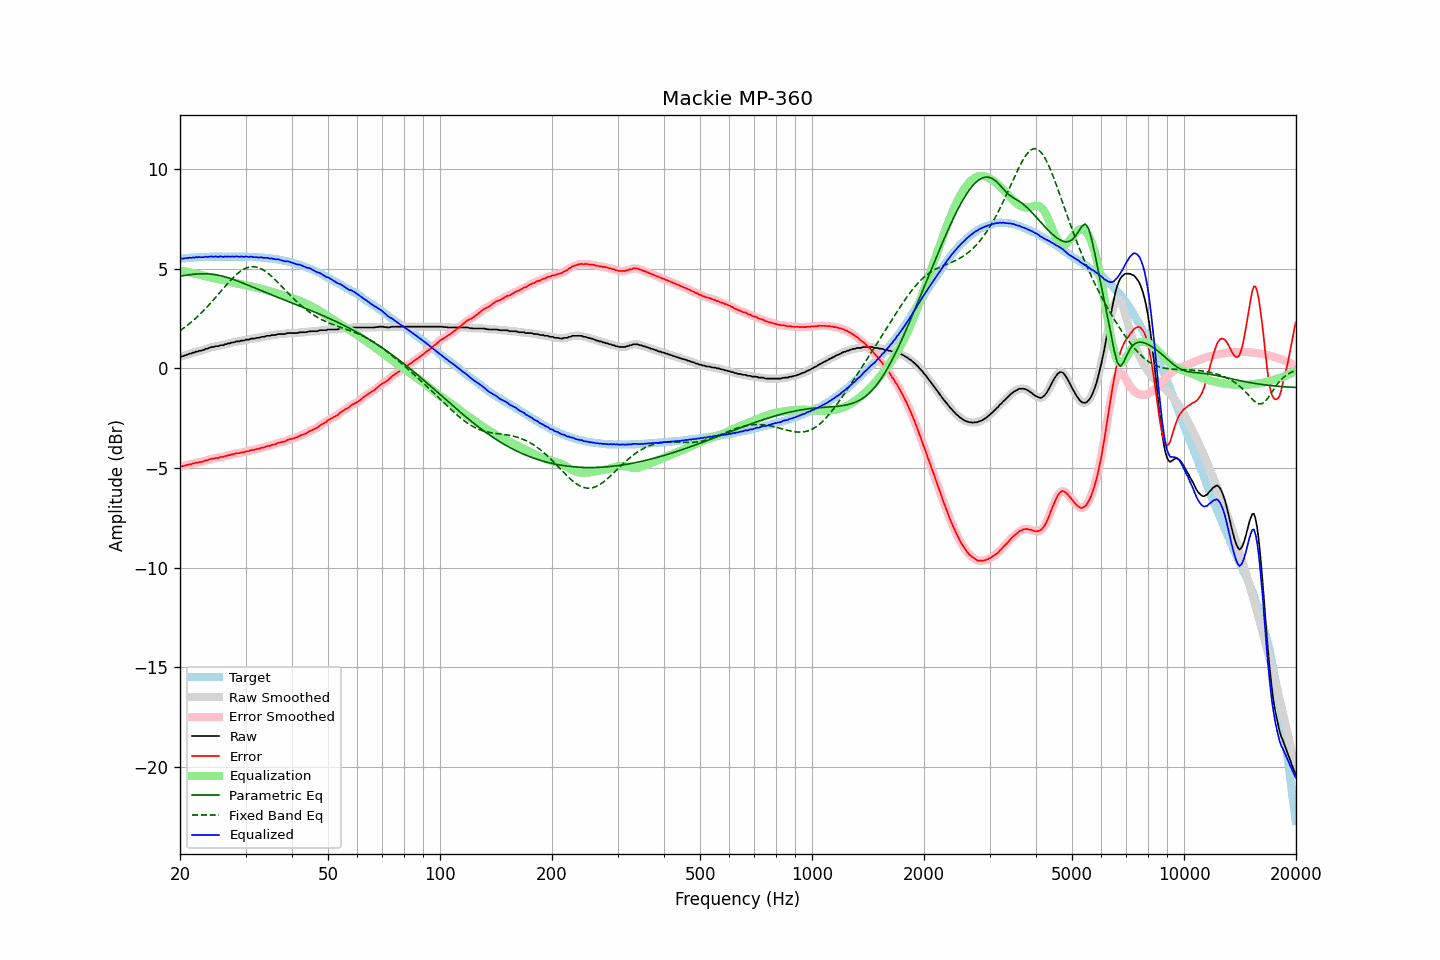 Mackie MP-360
Amplitude (dBr)
10
5
0
−5
−10
−15
−20
Target
Raw Smoothed
Error Smoothed
Raw
Error
Equalization
Parametric Eq
Fixed Band Eq
Equalized
20 50 100 200 500 1000 2000 5000 10000 20000
Frequency (Hz)